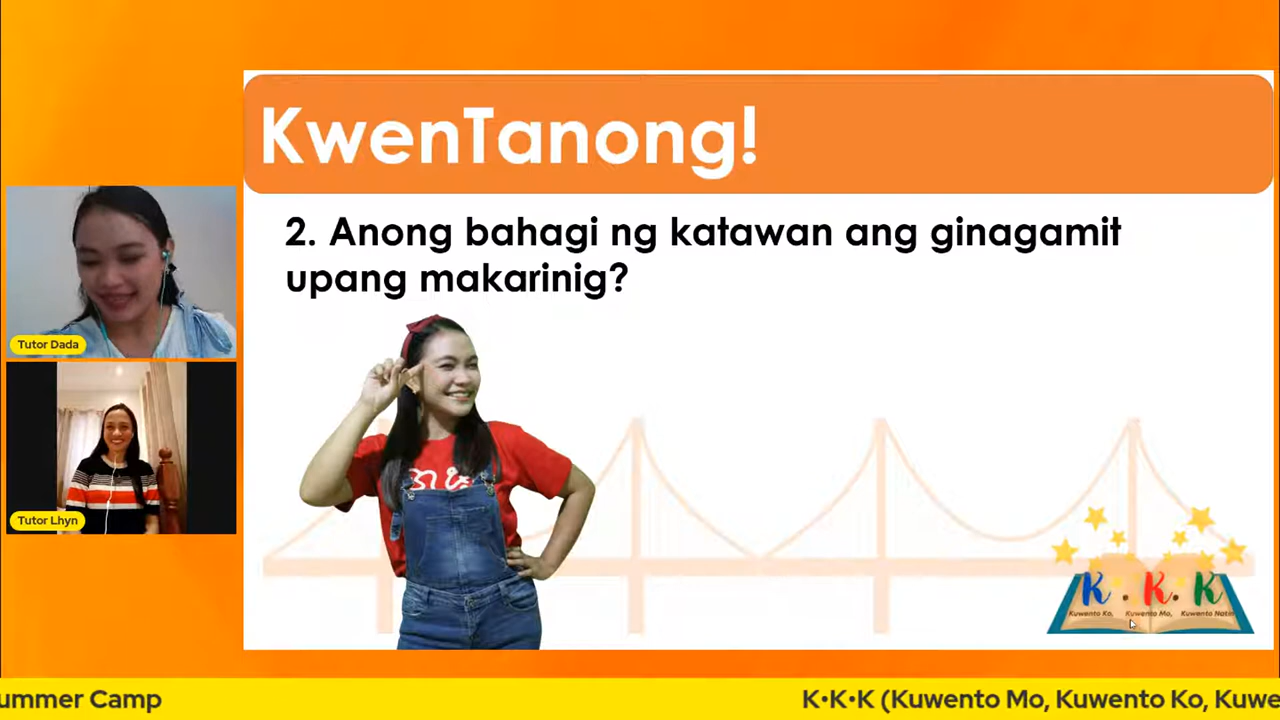 KwenTanong!
2. Anong bahagi ng katawan ang ginagamit
upang makarinig?
Tutor Dada
Tutor Lhyn
K. K. K
Kuwento Ko, Kuwento Mo, Kuwento Natin
ummer Camp
K•K•K (Kuwento Mo, Kuwento Ko, Kuwe